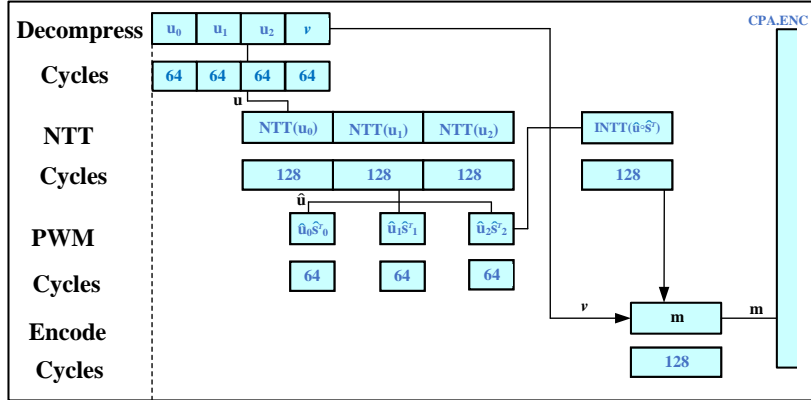 CPA.ENC
Decompress u₀ u₁ u₂ v
Cycles 64 64 64 64
u
NTT NTT(u₀) NTT(u₁) NTT(u₂) INTT(û∘ŝᵀ)
Cycles 128 128 128 128
û
PWM û₀ŝᵀ₀ û₁ŝᵀ₁ û₂ŝᵀ₂
Cycles 64 64 64
v m m
Encode
Cycles 128